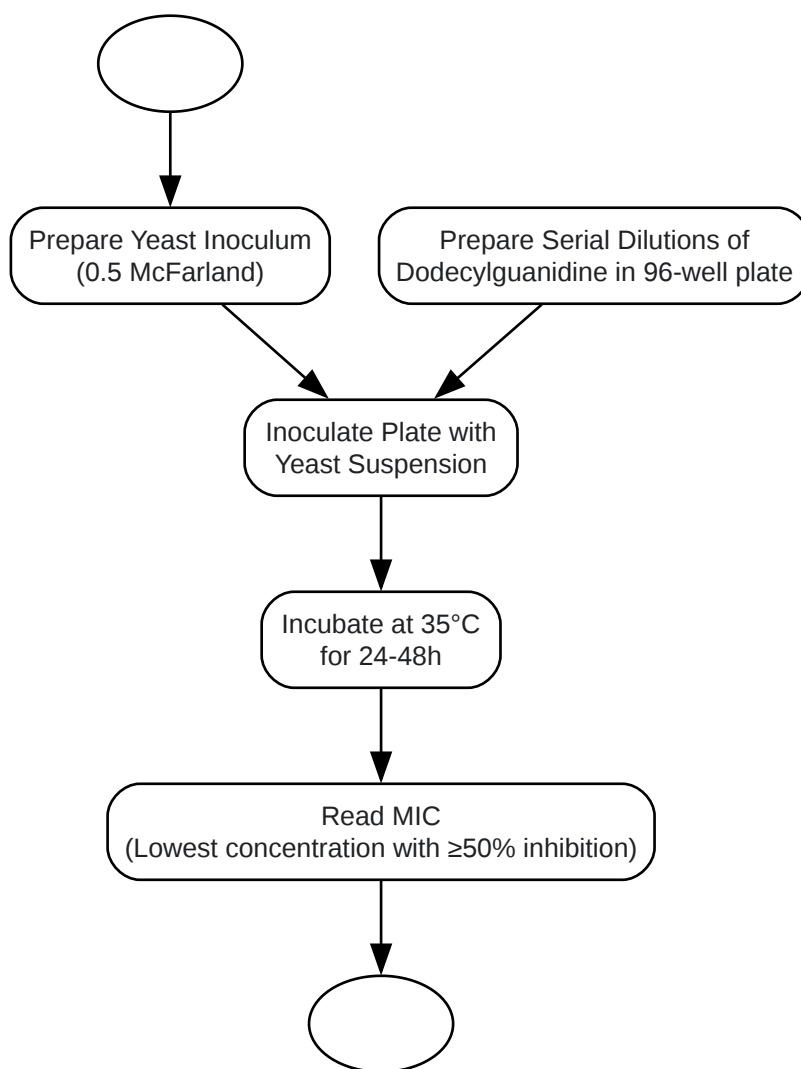 Prepare Yeast Inoculum
(0.5 McFarland)
Prepare Serial Dilutions of
Dodecylguanidine in 96-well plate
Inoculate Plate with
Yeast Suspension
Incubate at 35°C
for 24-48h
Read MIC
(Lowest concentration with ≥50% inhibition)